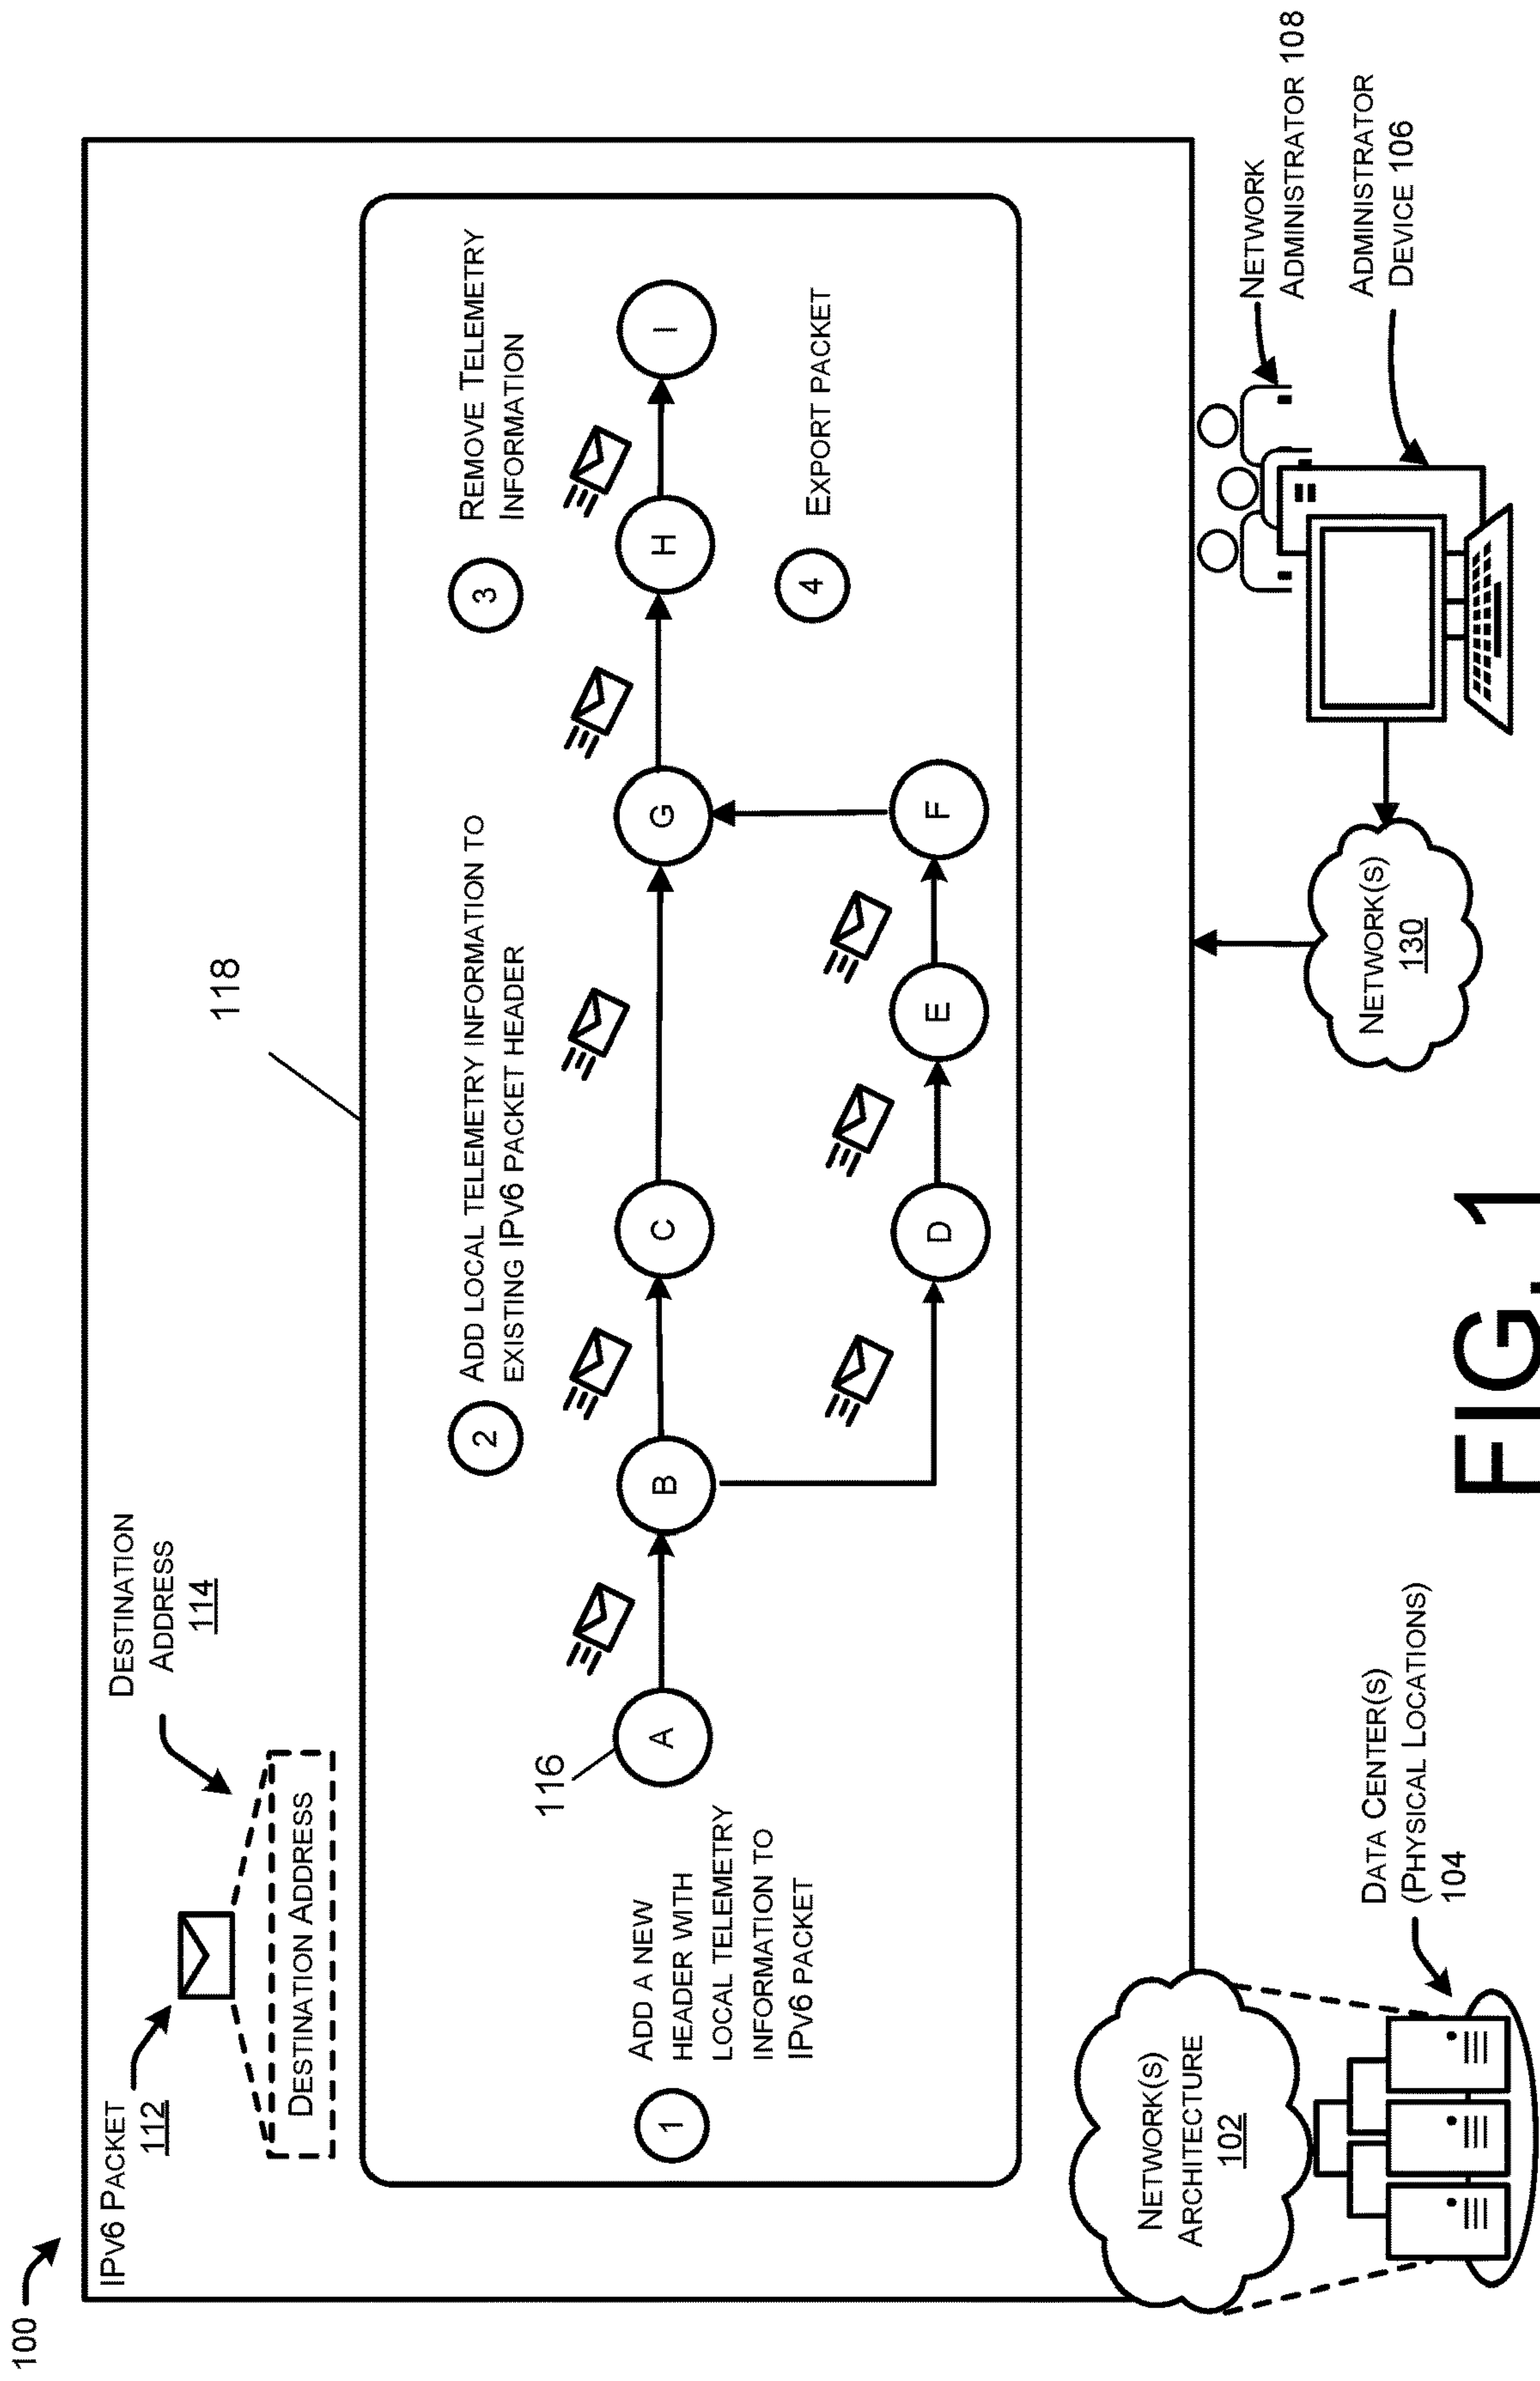 100
IPv6 PACKET
112
DESTINATION
ADDRESS
114
DESTINATION ADDRESS
118
1
ADD A NEW
HEADER WITH
LOCAL TELEMETRY
INFORMATION TO
IPv6 PACKET
2
ADD LOCAL TELEMETRY INFORMATION TO
EXISTING IPv6 PACKET HEADER
3
REMOVE TELEMETRY
INFORMATION
116
A
B
C
G
H
I
4
EXPORT PACKET
D
E
F
NETWORK(S)
ARCHITECTURE
102
DATA CENTER(S)
(PHYSICAL LOCATIONS)
104
NETWORK(S)
130
NETWORK
ADMINISTRATOR 108
ADMINISTRATOR
DEVICE 106
FIG. 1